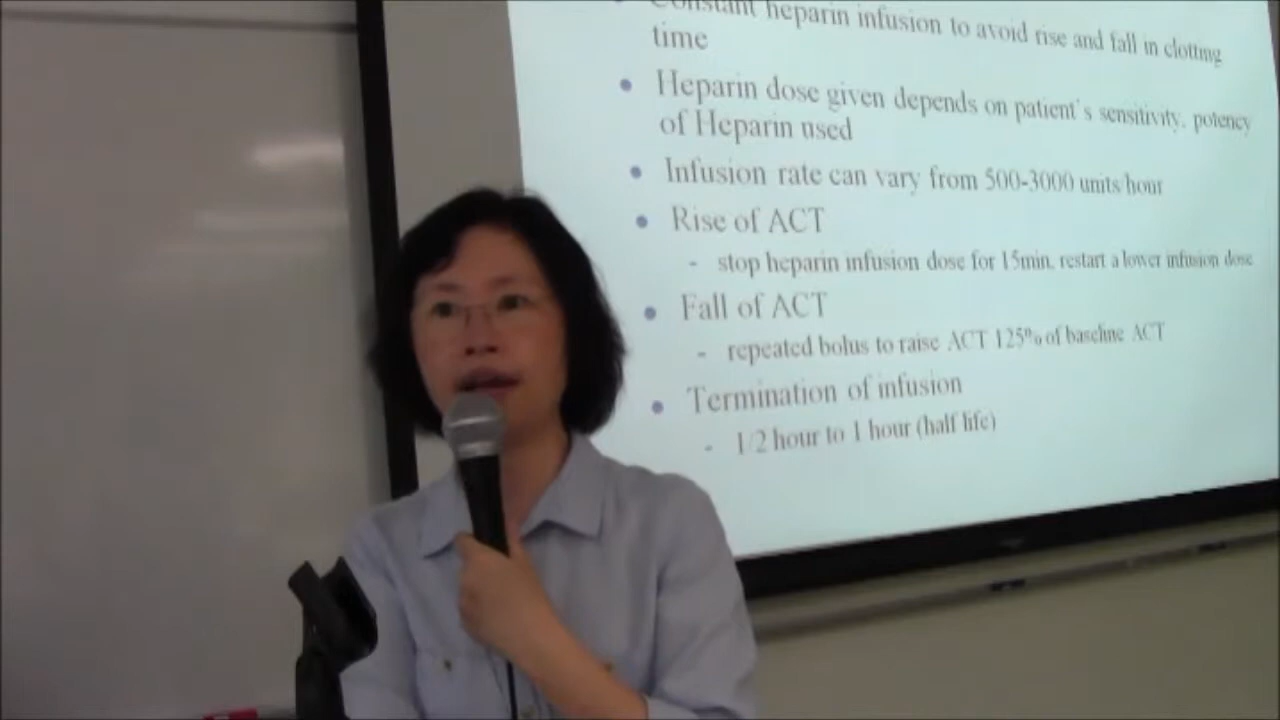 Constant heparin infusion to avoid rise and fall in clotting
time
• Heparin dose given depends on patient's sensitivity, potency
of Heparin used
• Infusion rate can vary from 500-3000 units/hour
• Rise of ACT
- stop heparin infusion dose for 15min, restart a lower infusion dose
• Fall of ACT
- repeated bolus to raise ACT 125% of baseline ACT
• Termination of infusion
- 1/2 hour to 1 hour (half life)